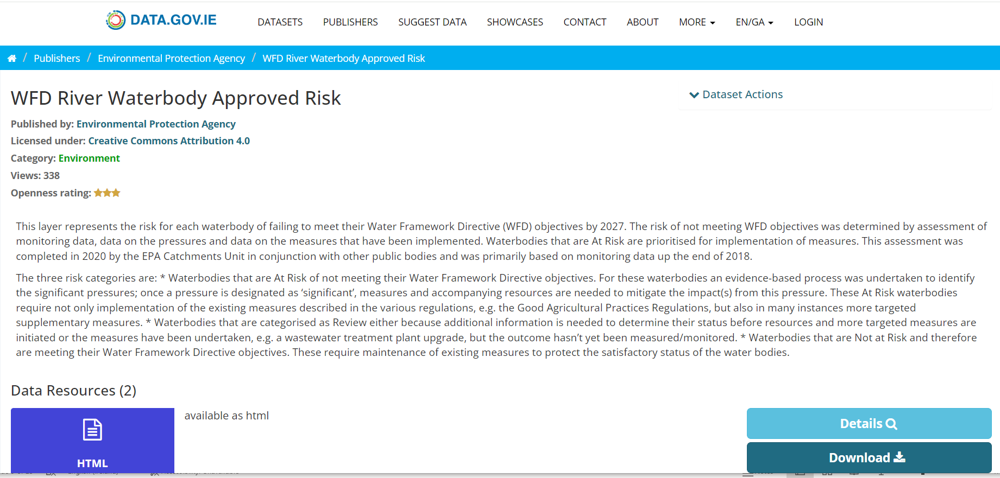 DATA.GOV.IE DATASETS PUBLISHERS SUGGEST DATA SHOWCASES CONTACT ABOUT MORE EN/GA LOGIN
/ Publishers / Environmental Protection Agency / WFD River Waterbody Approved Risk
WFD River Waterbody Approved Risk
Dataset Actions
Published by: Environmental Protection Agency
Licensed under: Creative Commons Attribution 4.0
Category: Environment
Views: 338
Openness rating:
This layer represents the risk for each waterbody of failing to meet their Water Framework Directive (WFD) objectives by 2027. The risk of not meeting WFD objectives was determined by assessment of
monitoring data, data on the pressures and data on the measures that have been implemented. Waterbodies that are At Risk are prioritised for implementation of measures. This assessment was
completed in 2020 by the EPA Catchments Unit in conjunction with other public bodies and was primarily based on monitoring data up the end of 2018.
The three risk categories are: * Waterbodies that are At Risk of not meeting their Water Framework Directive objectives. For these waterbodies an evidence-based process was undertaken to identify
the significant pressures; once a pressure is designated as ‘significant’, measures and accompanying resources are needed to mitigate the impact(s) from this pressure. These At Risk waterbodies
require not only implementation of the existing measures described in the various regulations, e.g. the Good Agricultural Practices Regulations, but also in many instances more targeted
supplementary measures. * Waterbodies that are categorised as Review either because additional information is needed to determine their status before resources and more targeted measures are
initiated or the measures have been undertaken, e.g. a wastewater treatment plant upgrade, but the outcome hasn’t yet been measured/monitored. * Waterbodies that are Not at Risk and therefore
are meeting their Water Framework Directive objectives. These require maintenance of existing measures to protect the satisfactory status of the water bodies.
Data Resources (2)
available as html
Details
HTML
Download